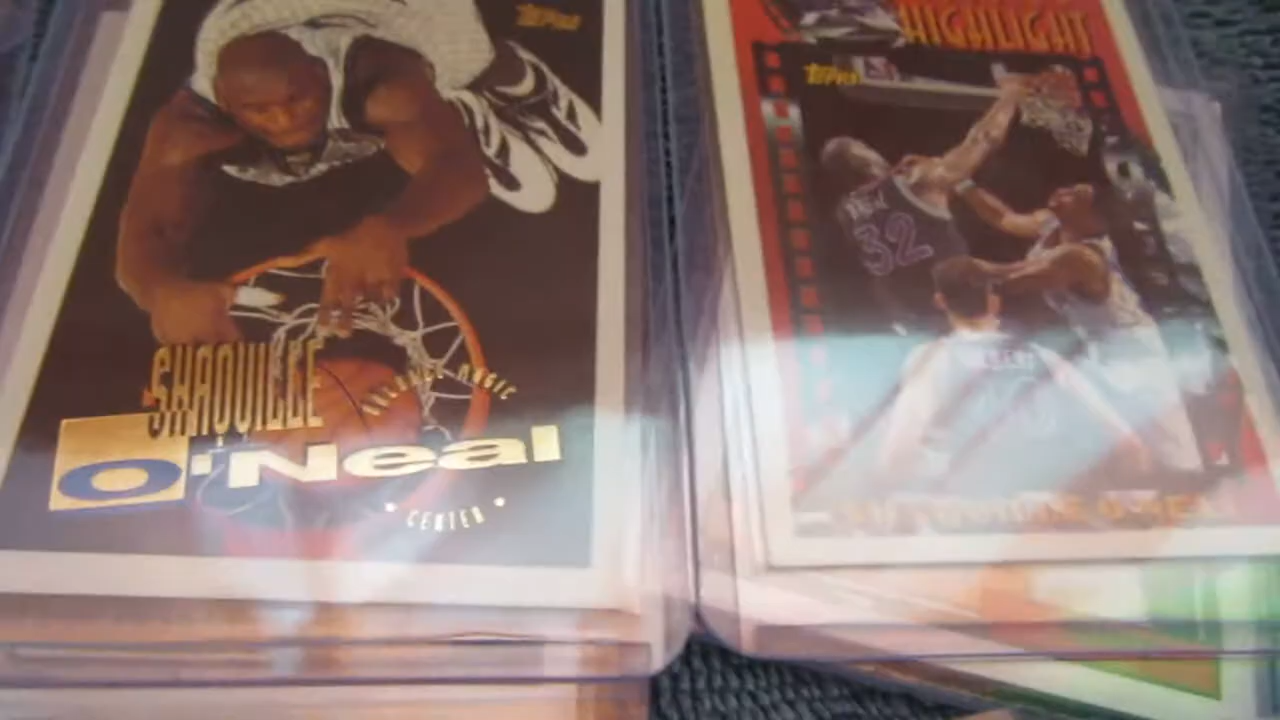 TOPPS
SHAQUILLE
ORLANDO MAGIC
O'Neal
• CENTER •
HIGHLIGHT
TOPPS
32